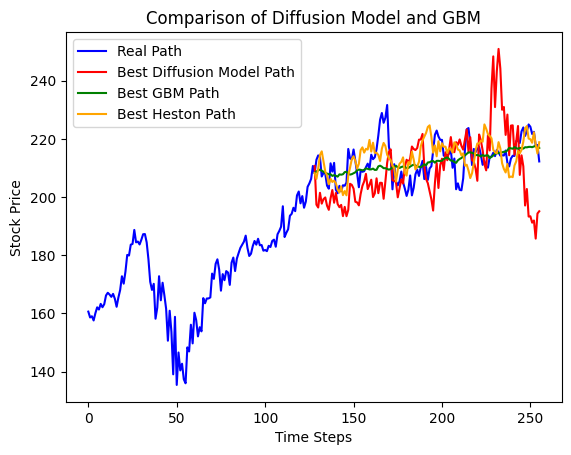 Comparison of Diffusion Model and GBM
Real Path
Best Diffusion Model Path
Best GBM Path
Best Heston Path
Stock Price
240
220
200
180
160
140
0
50
100
150
200
250
Time Steps